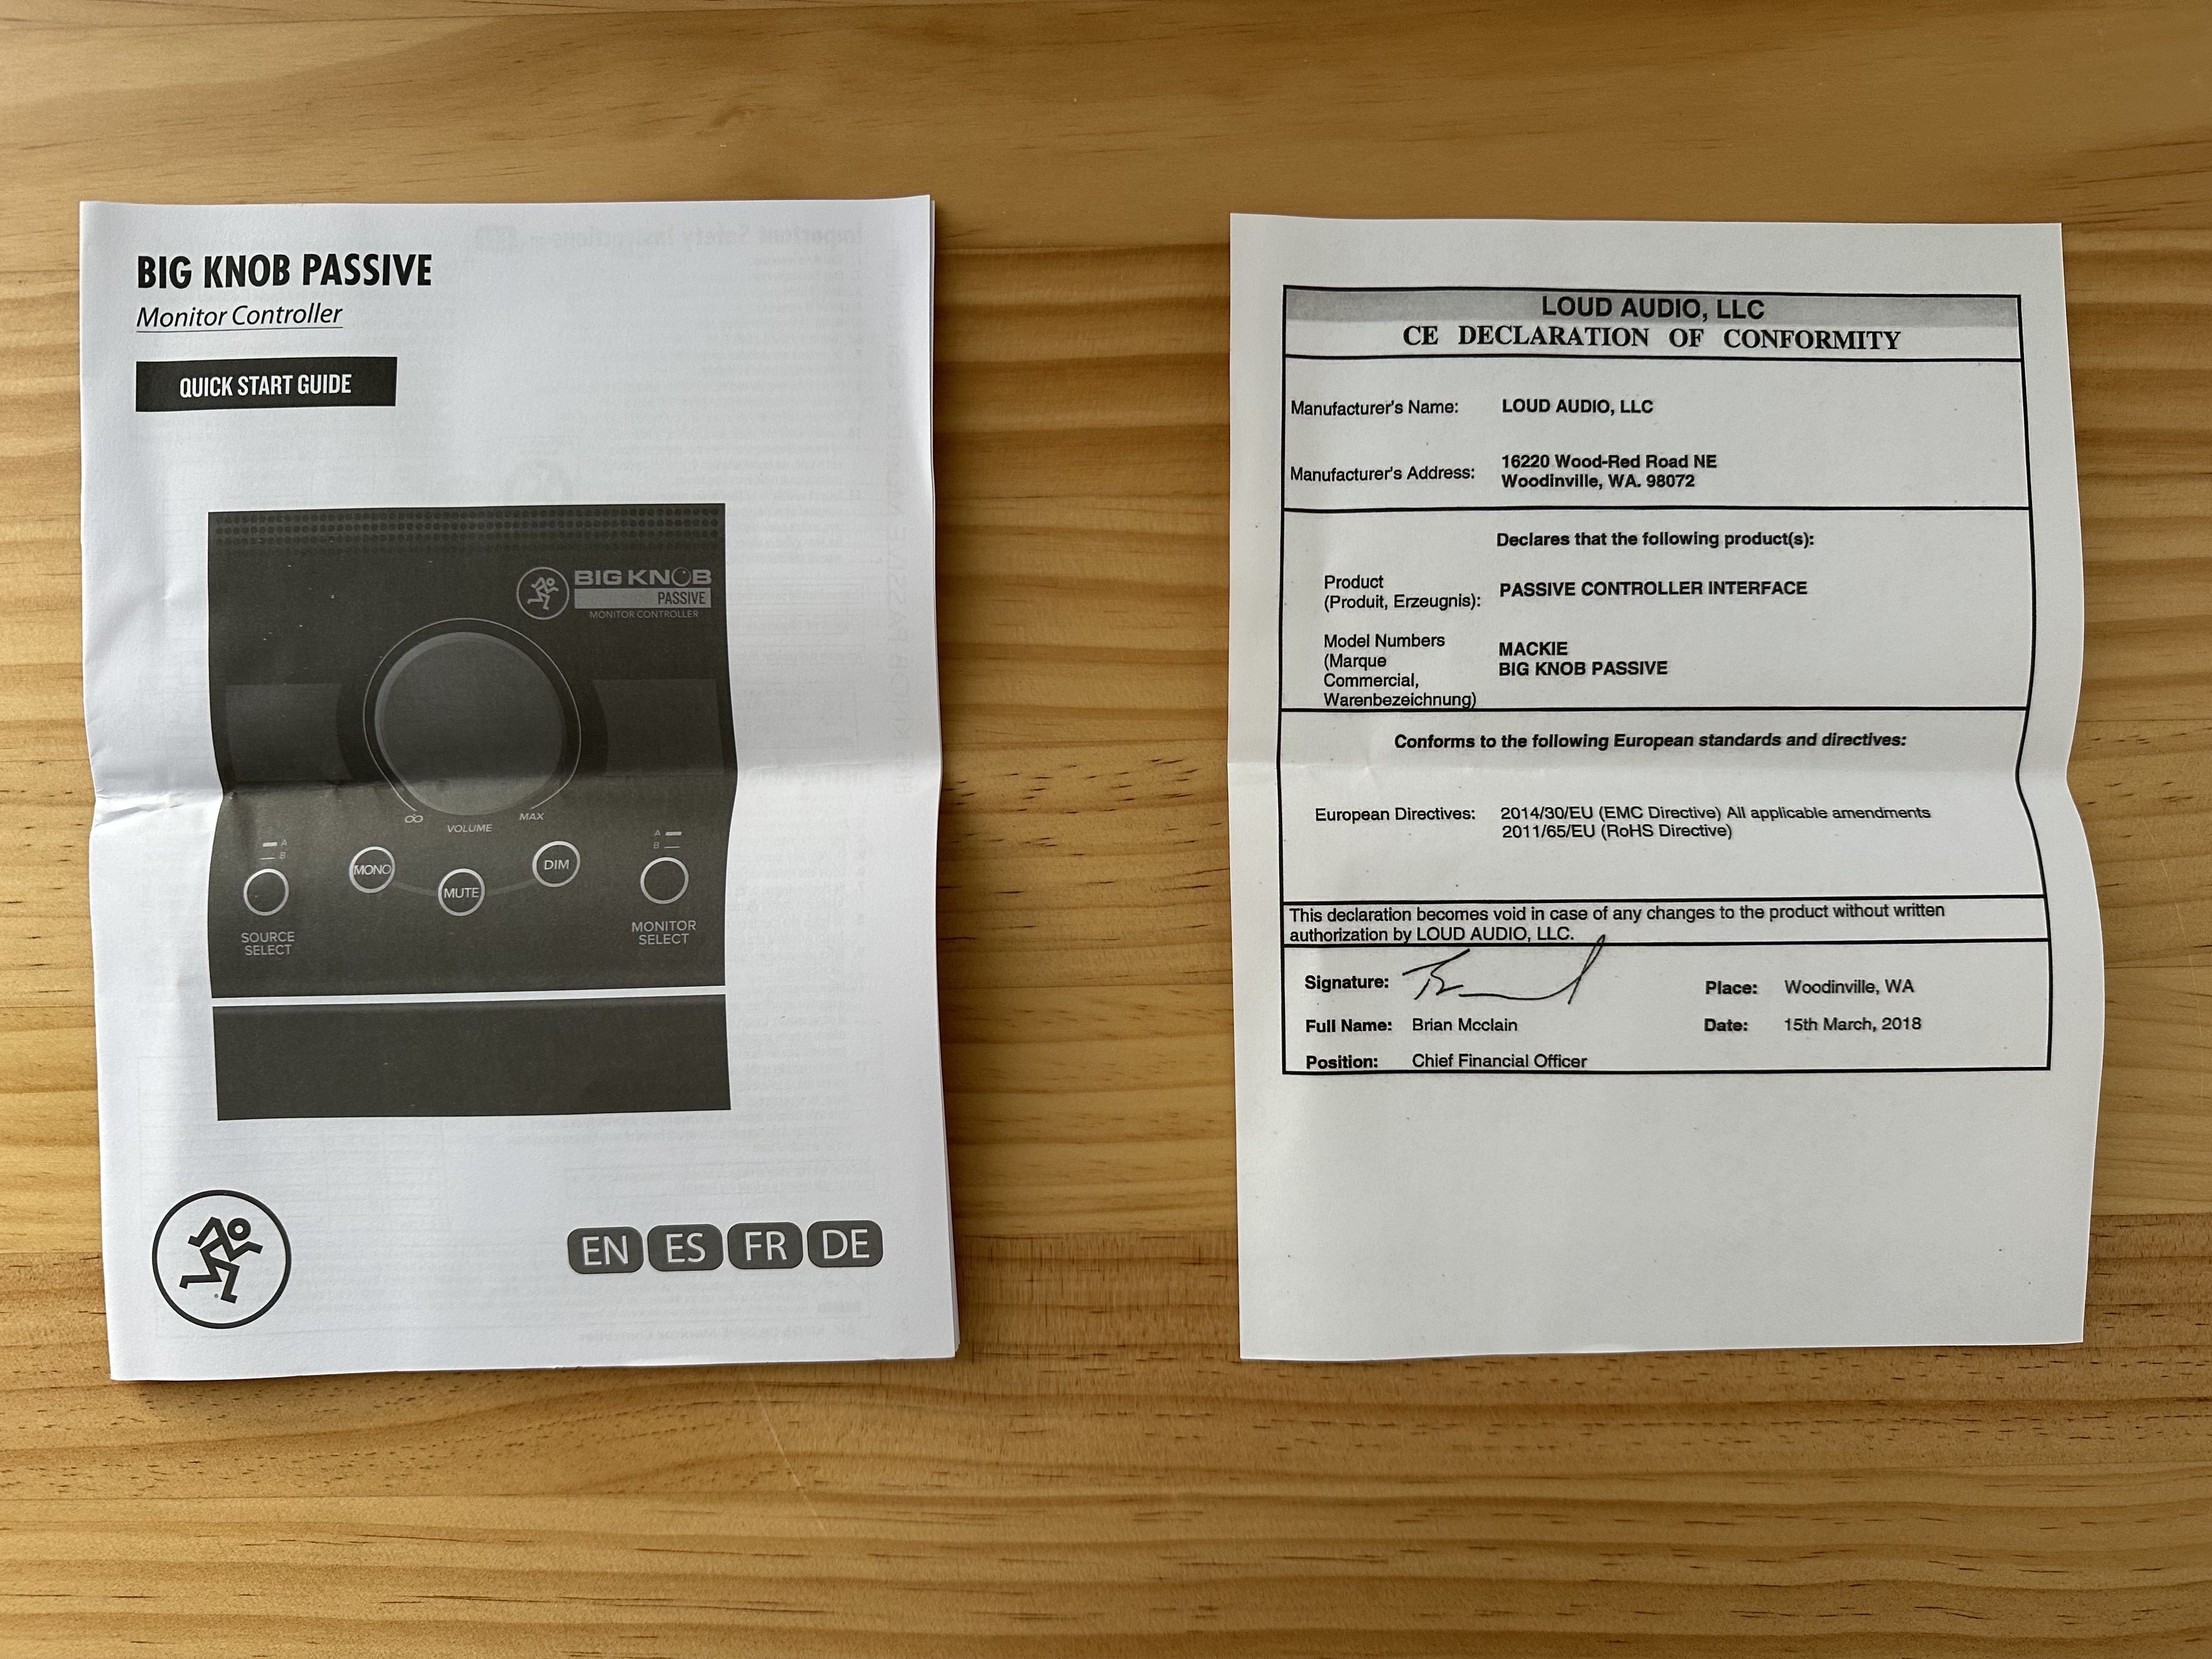 BIG KNOB PASSIVE
Monitor Controller
QUICK START GUIDE
BIG KNOB
PASSIVE
MONITOR CONTROLLER
∞ VOLUME MAX
A
B
A
B
MONO
MUTE
DIM
SOURCE
SELECT
MONITOR
SELECT
EN ES FR DE
LOUD AUDIO, LLC
CE DECLARATION OF CONFORMITY
Manufacturer's Name: LOUD AUDIO, LLC
Manufacturer's Address: 16220 Wood-Red Road NE
Woodinville, WA. 98072
Declares that the following product(s):
Product
(Produit, Erzeugnis): PASSIVE CONTROLLER INTERFACE
Model Numbers
(Marque
Commercial,
Warenbezeichnung)
MACKIE
BIG KNOB PASSIVE
Conforms to the following European standards and directives:
European Directives: 2014/30/EU (EMC Directive) All applicable amendments
2011/65/EU (RoHS Directive)
This declaration becomes void in case of any changes to the product without written
authorization by LOUD AUDIO, LLC.
Signature:
Place: Woodinville, WA
Full Name: Brian Mcclain
Date: 15th March, 2018
Position: Chief Financial Officer